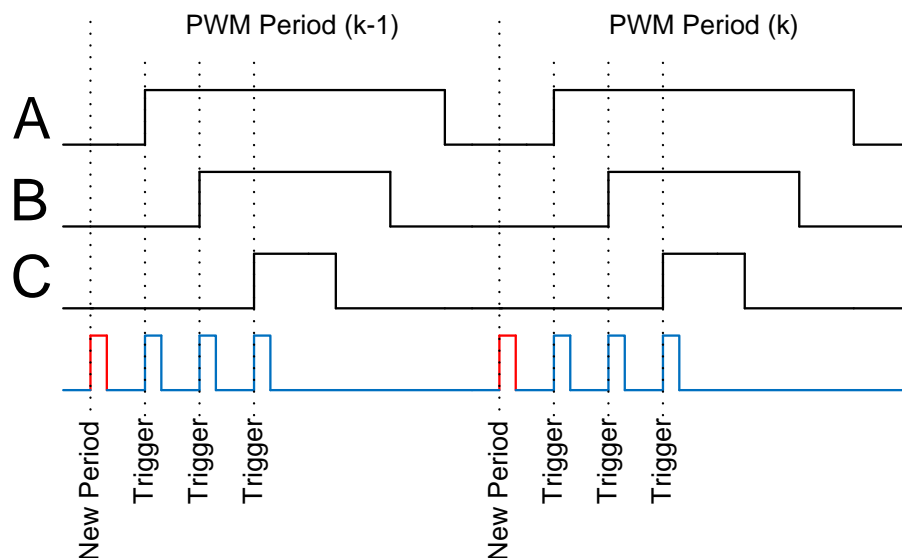 PWM Period (k-1)
PWM Period (k)
A
B
C
New Period
Trigger
Trigger
Trigger
New Period
Trigger
Trigger
Trigger